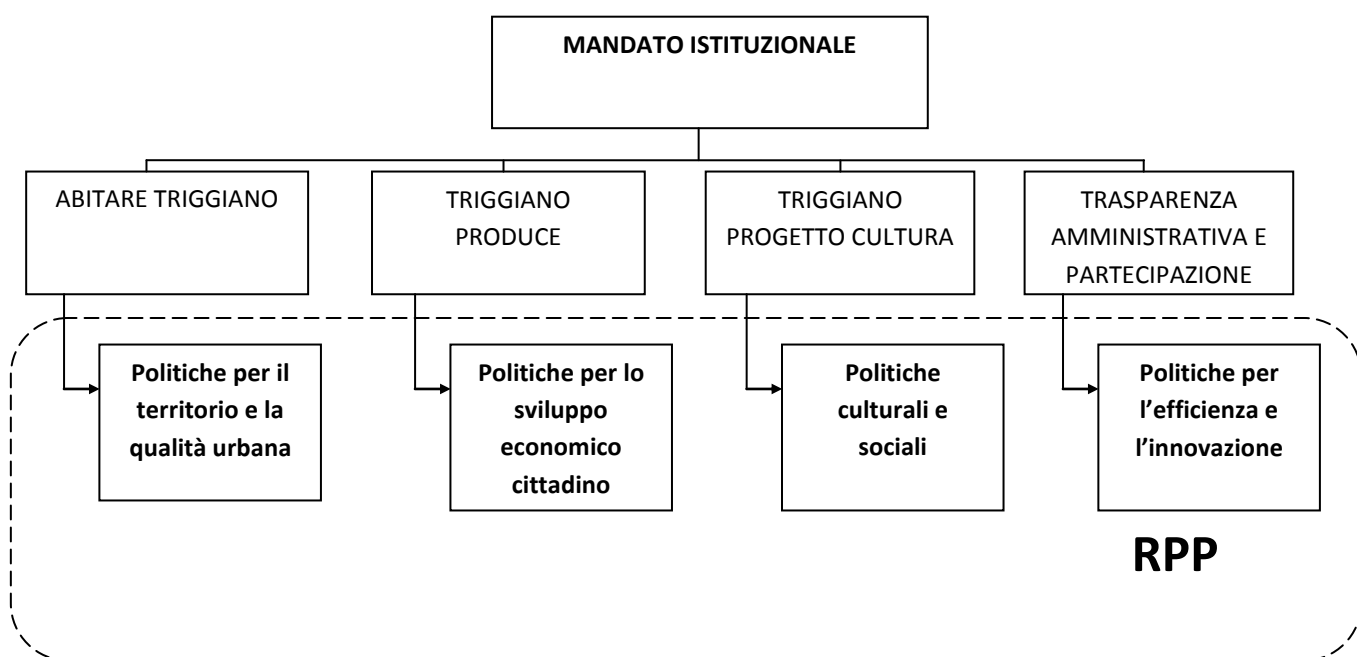 MANDATO ISTITUZIONALE
ABITARE TRIGGIANO
TRIGGIANO
PRODUCE
TRIGGIANO
PROGETTO CULTURA
TRASPARENZA
AMMINISTRATIVA E
PARTECIPAZIONE
Politiche per il
territorio e la
qualità urbana
Politiche per lo
sviluppo
economico
cittadino
Politiche
culturali e
sociali
Politiche per
l’efficienza e
l’innovazione
RPP